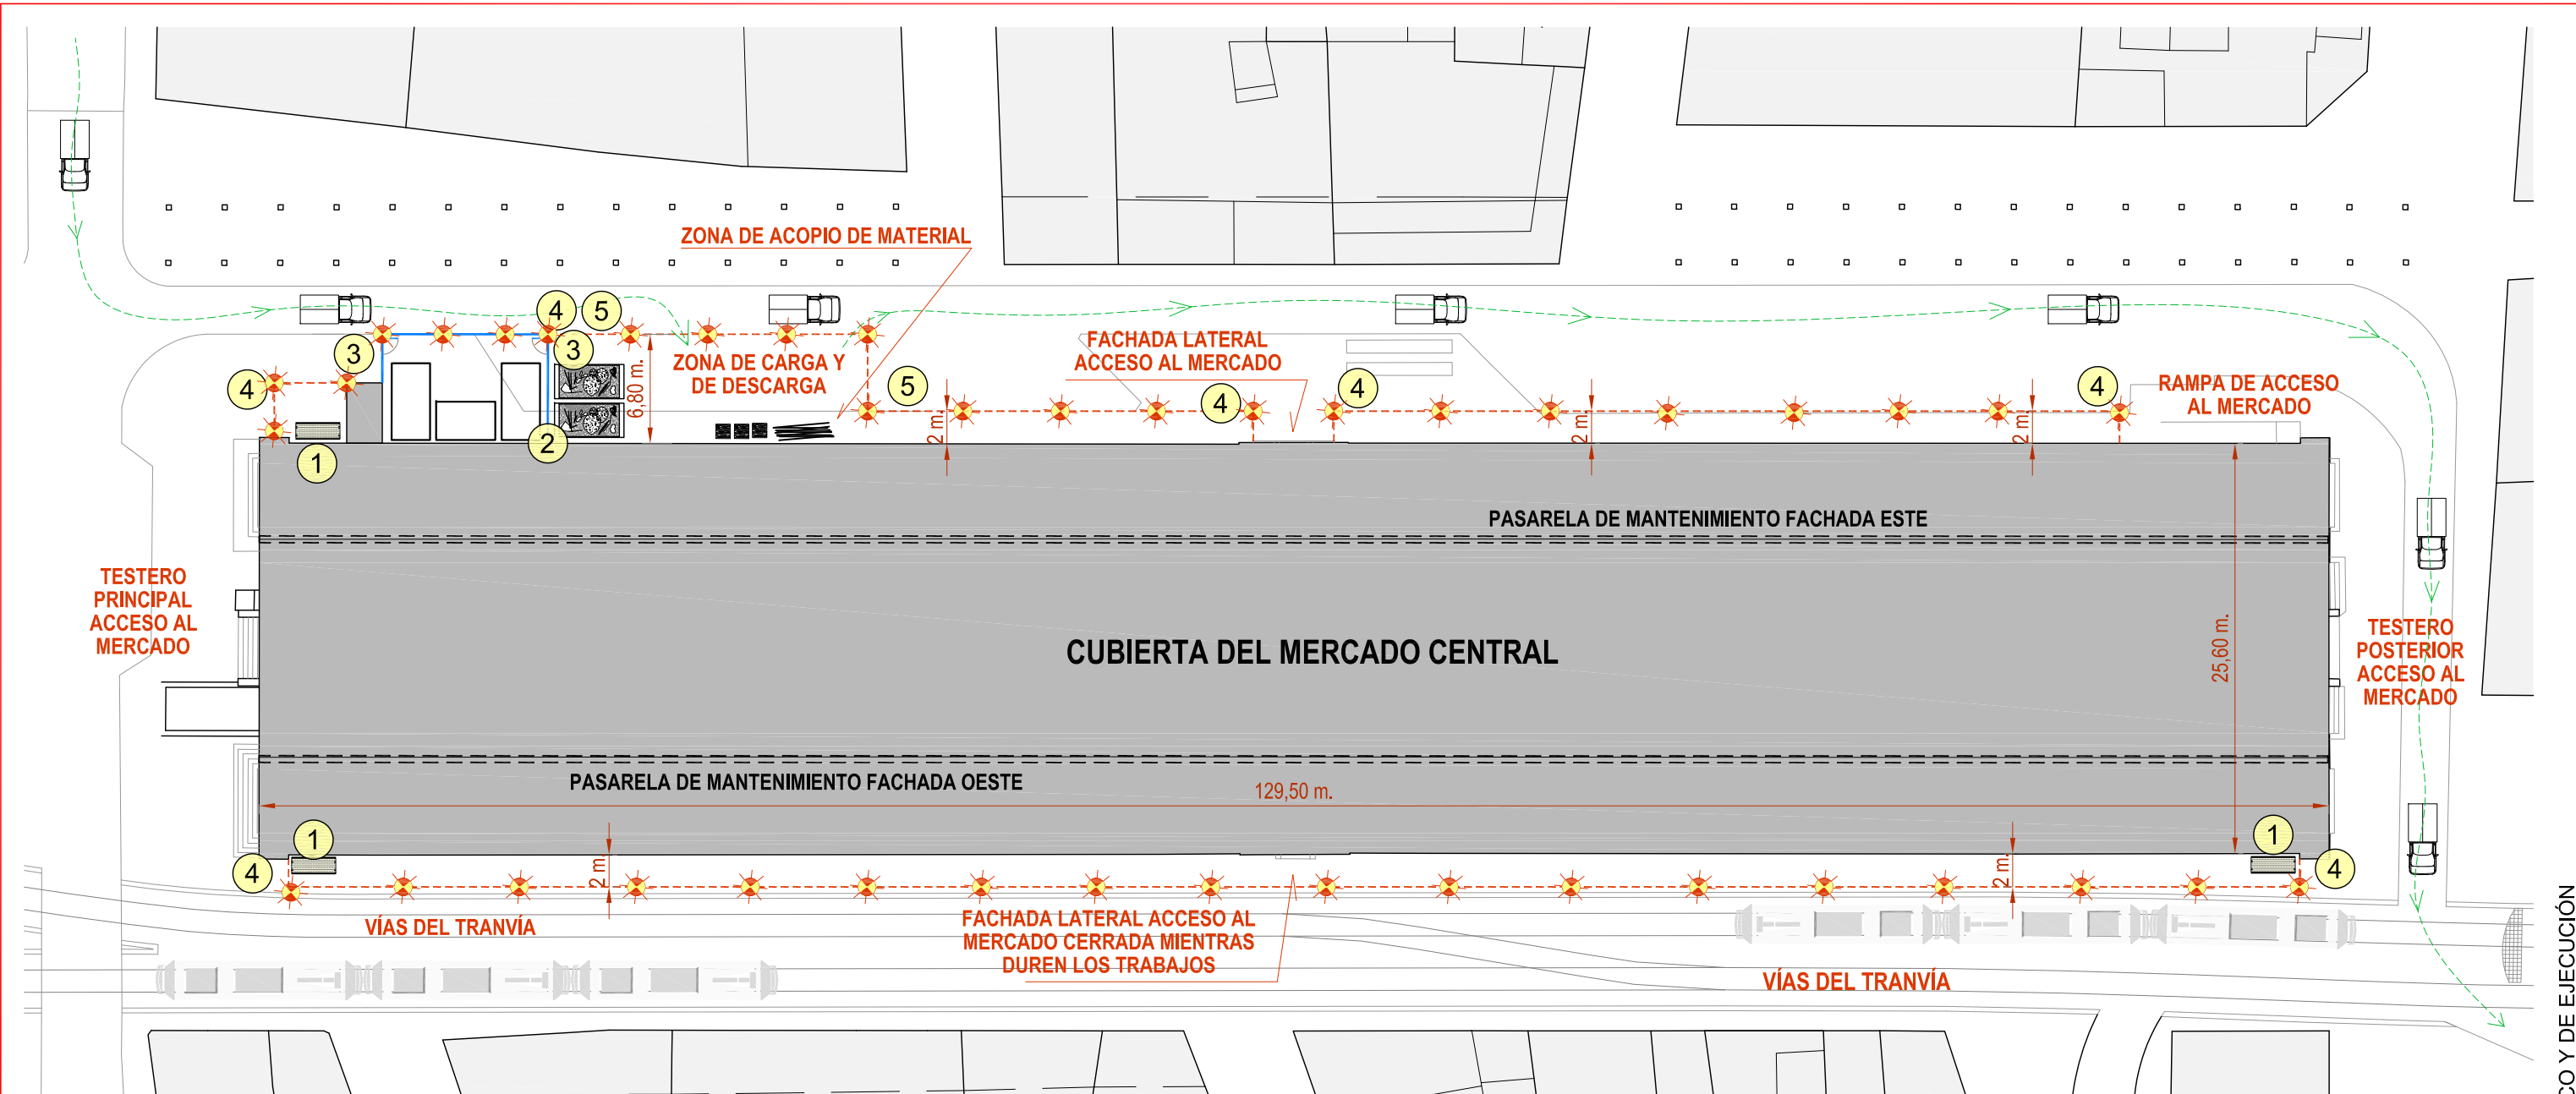 ZONA DE ACOPIO DE MATERIAL
4
5
3
3
4
ZONA DE CARGA Y
DE DESCARGA
6,80 m.
5
FACHADA LATERAL
ACCESO AL MERCADO
4
4
4
RAMPA DE ACCESO
AL MERCADO
2 m.
2 m.
2 m.
1
2
PASARELA DE MANTENIMIENTO FACHADA ESTE
TESTERO
PRINCIPAL
ACCESO AL
MERCADO
CUBIERTA DEL MERCADO CENTRAL
25,60 m.
TESTERO
POSTERIOR
ACCESO AL
MERCADO
PASARELA DE MANTENIMIENTO FACHADA OESTE
129,50 m.
1
1
4
4
2 m.
2 m.
VÍAS DEL TRANVÍA
FACHADA LATERAL ACCESO AL
MERCADO CERRADA MIENTRAS
DUREN LOS TRABAJOS
VÍAS DEL TRANVÍA
CO Y DE EJECUCIÓN